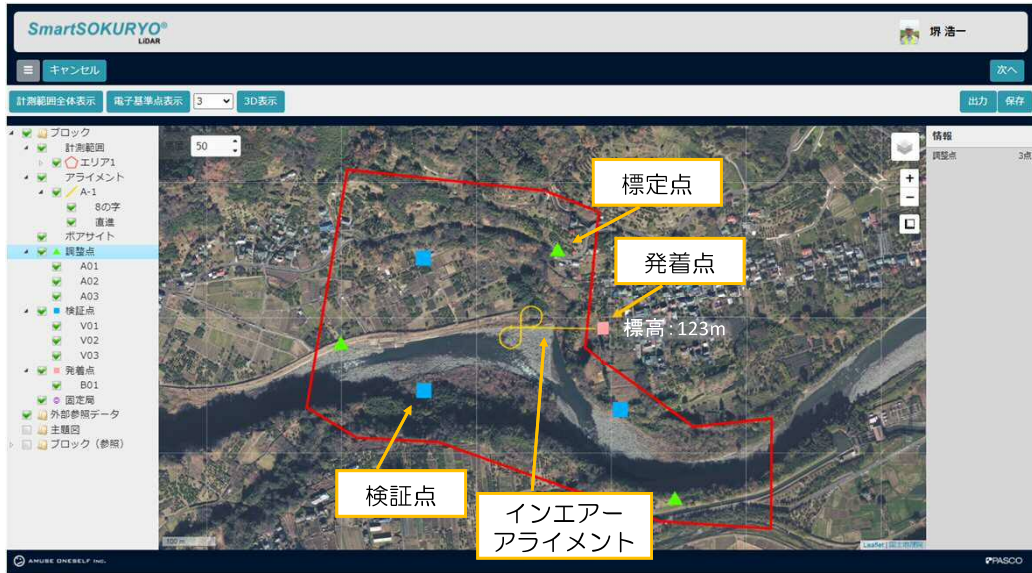 SmartSOKURYO®
LiDAR
堺 浩一
キャンセル
次へ
計測範囲全体表示
電子基準点表示
3
3D表示
出力
保存
ブロック
計測範囲
エリア1
アライメント
A-1
8の字
直進
ボアサイト
調整点
A01
A02
A03
検証点
V01
V02
V03
発着点
B01
固定局
外部参照データ
主題図
ブロック（参照）
50
標定点
発着点
標高：123m
検証点
インエアー
アライメント
+
−
情報
調整点 3点
100 m
Leaflet
AMUSE ONESELF INC.
PASCO